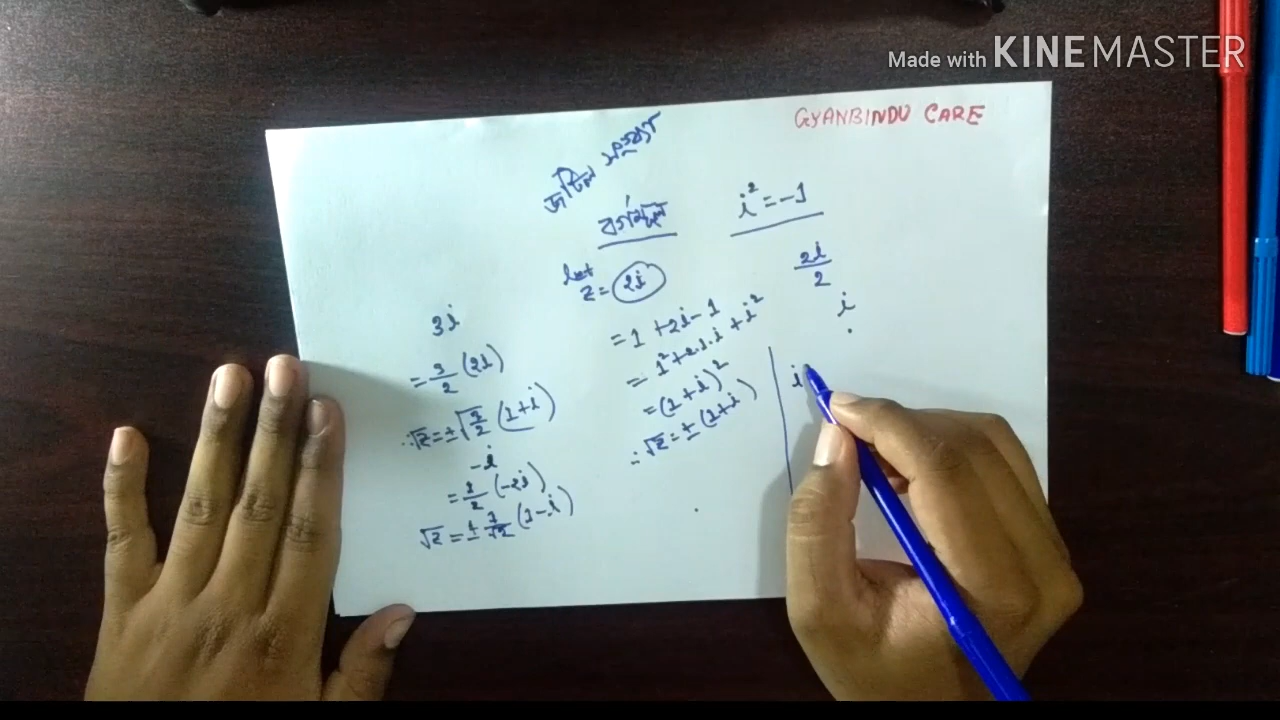 Made with KINEMASTER
GYANBINDU CARE
জটিল সংখ্যা
বর্গমূল
i² = -1
let
z = 2i
= 1 + 2i - 1
= 1² + 2.1.i + i²
= (1 + i)²
∴ √z = ± (1 + i)
2i/2
i
3i
= 3/2 (2i)
∴ √z = ± √3/2 (1 + i)
-i
= 1/2 (-2i)
√z = ± 1/√2 (1 - i)
i